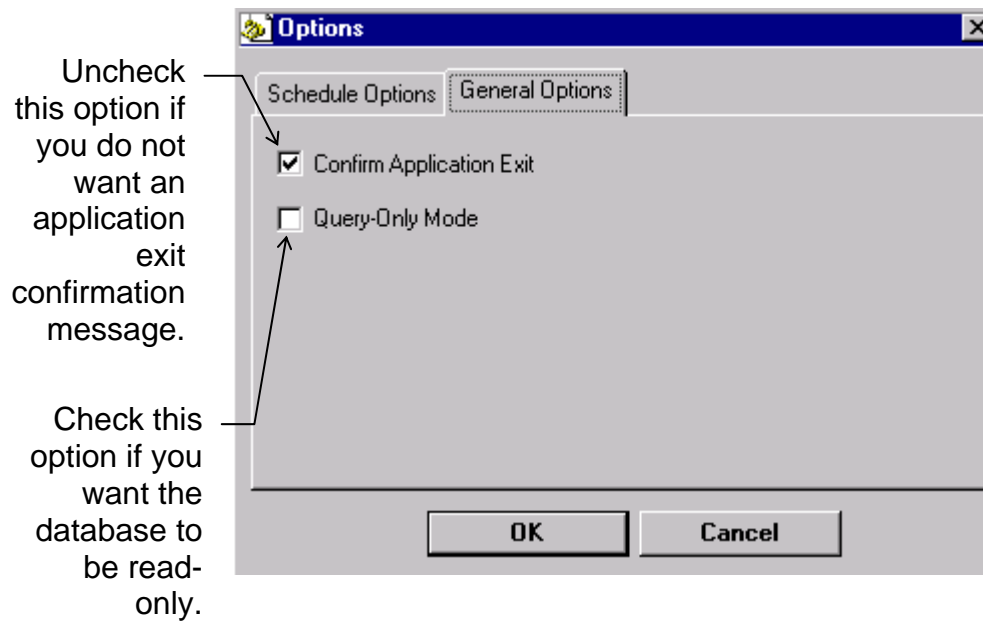 Options
Uncheck
this option if
you do not
want an
application
exit
confirmation
message.
Schedule Options
General Options
Confirm Application Exit
Query-Only Mode
Check this
option if you
want the
database to
be read-
only.
OK
Cancel